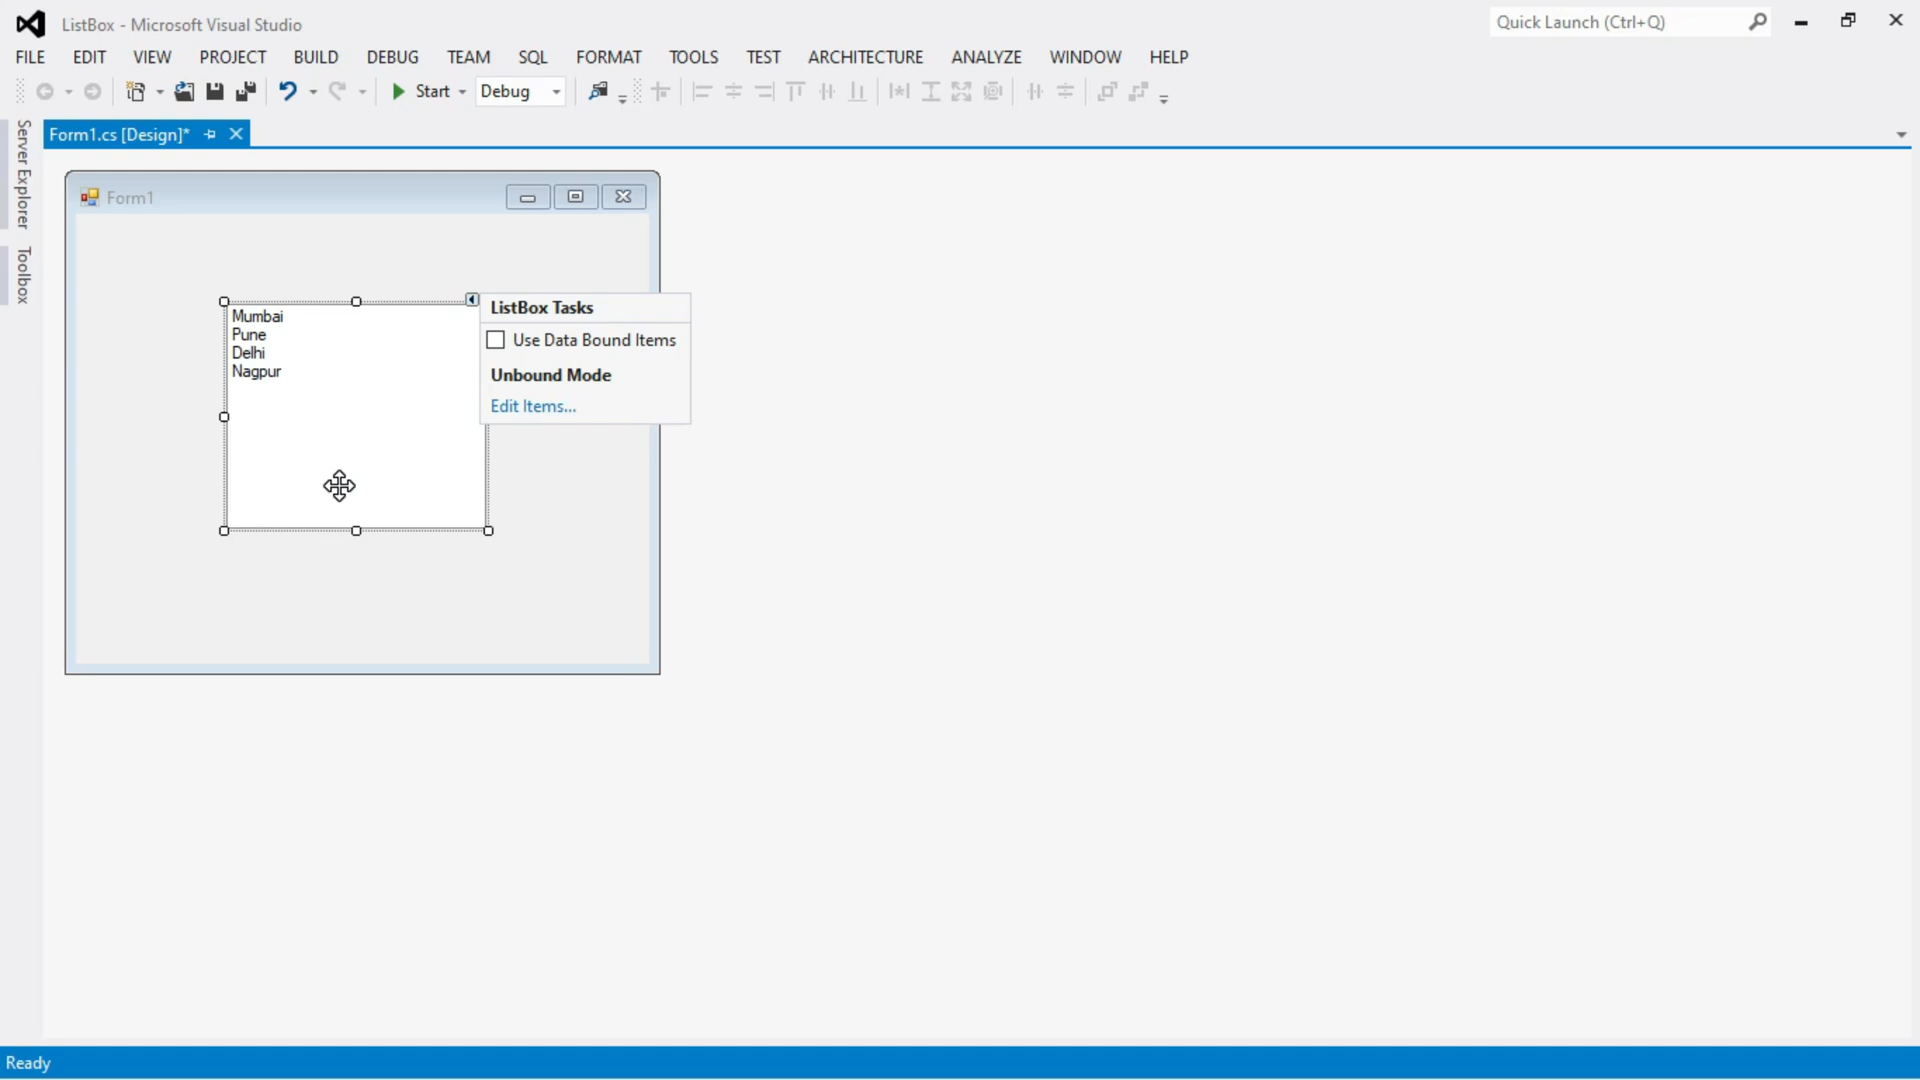 ListBox - Microsoft Visual Studio
Quick Launch (Ctrl+Q)
FILE EDIT VIEW PROJECT BUILD DEBUG TEAM SQL FORMAT TOOLS TEST ARCHITECTURE ANALYZE WINDOW HELP
Start Debug
Server Explorer
Toolbox
Form1.cs [Design]*
Form1
Mumbai
Pune
Delhi
Nagpur
ListBox Tasks
Use Data Bound Items
Unbound Mode
Edit Items...
Ready